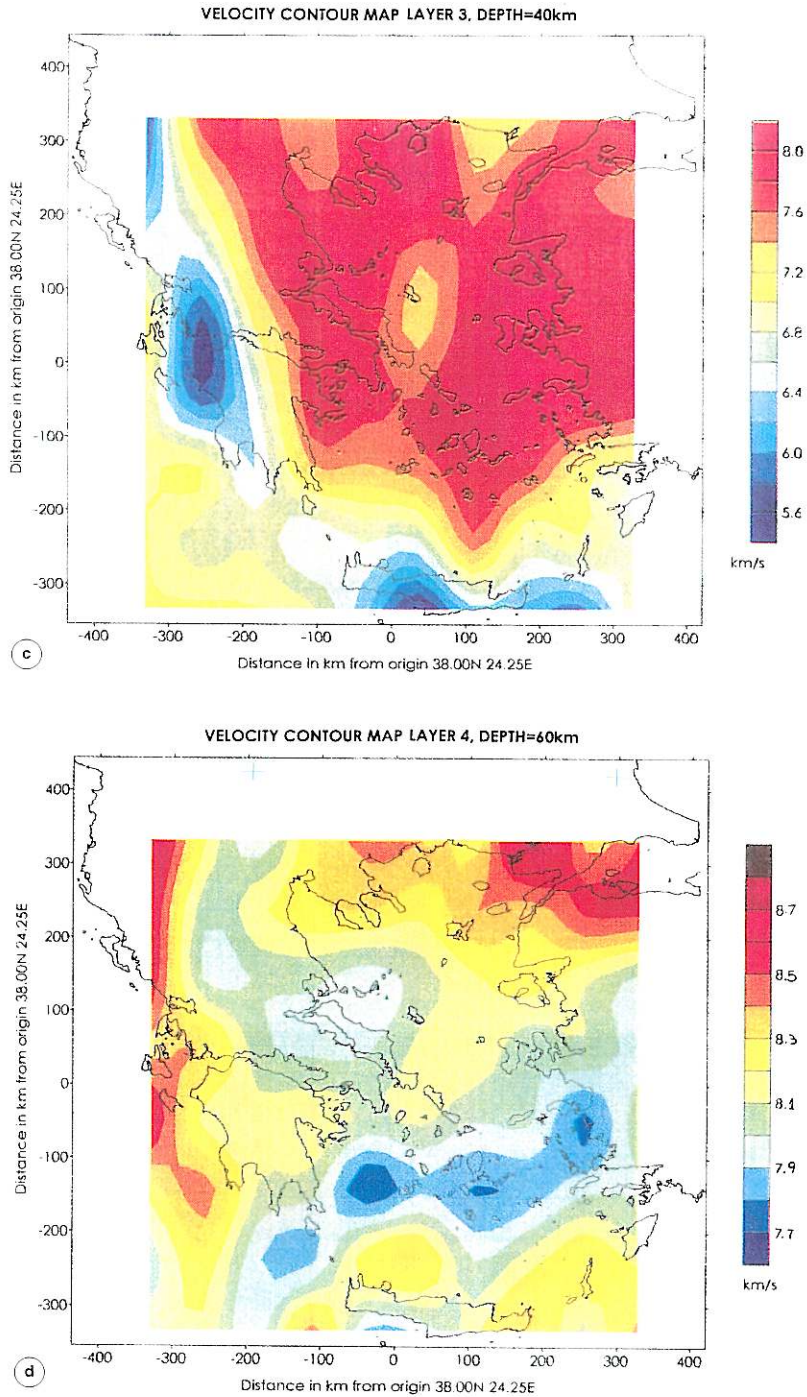 VELOCITY CONTOUR MAP LAYER 3, DEPTH=40km
400
300
200
100
0
-100
-200
-300
Distance in km from origin 38.00N 24.25E
-400 -300 -200 -100 0 100 200 300 400
Distance in km from origin 38.00N 24.25E
8.0
7.6
7.2
6.8
6.4
6.0
5.6
km/s
c
VELOCITY CONTOUR MAP LAYER 4, DEPTH=60km
400
300
200
100
0
-100
-200
-300
Distance in km from origin 38.00N 24.25E
-400 -300 -200 -100 0 100 200 300 400
Distance in km from origin 38.00N 24.25E
8.7
8.5
8.3
8.1
7.9
7.7
km/s
d